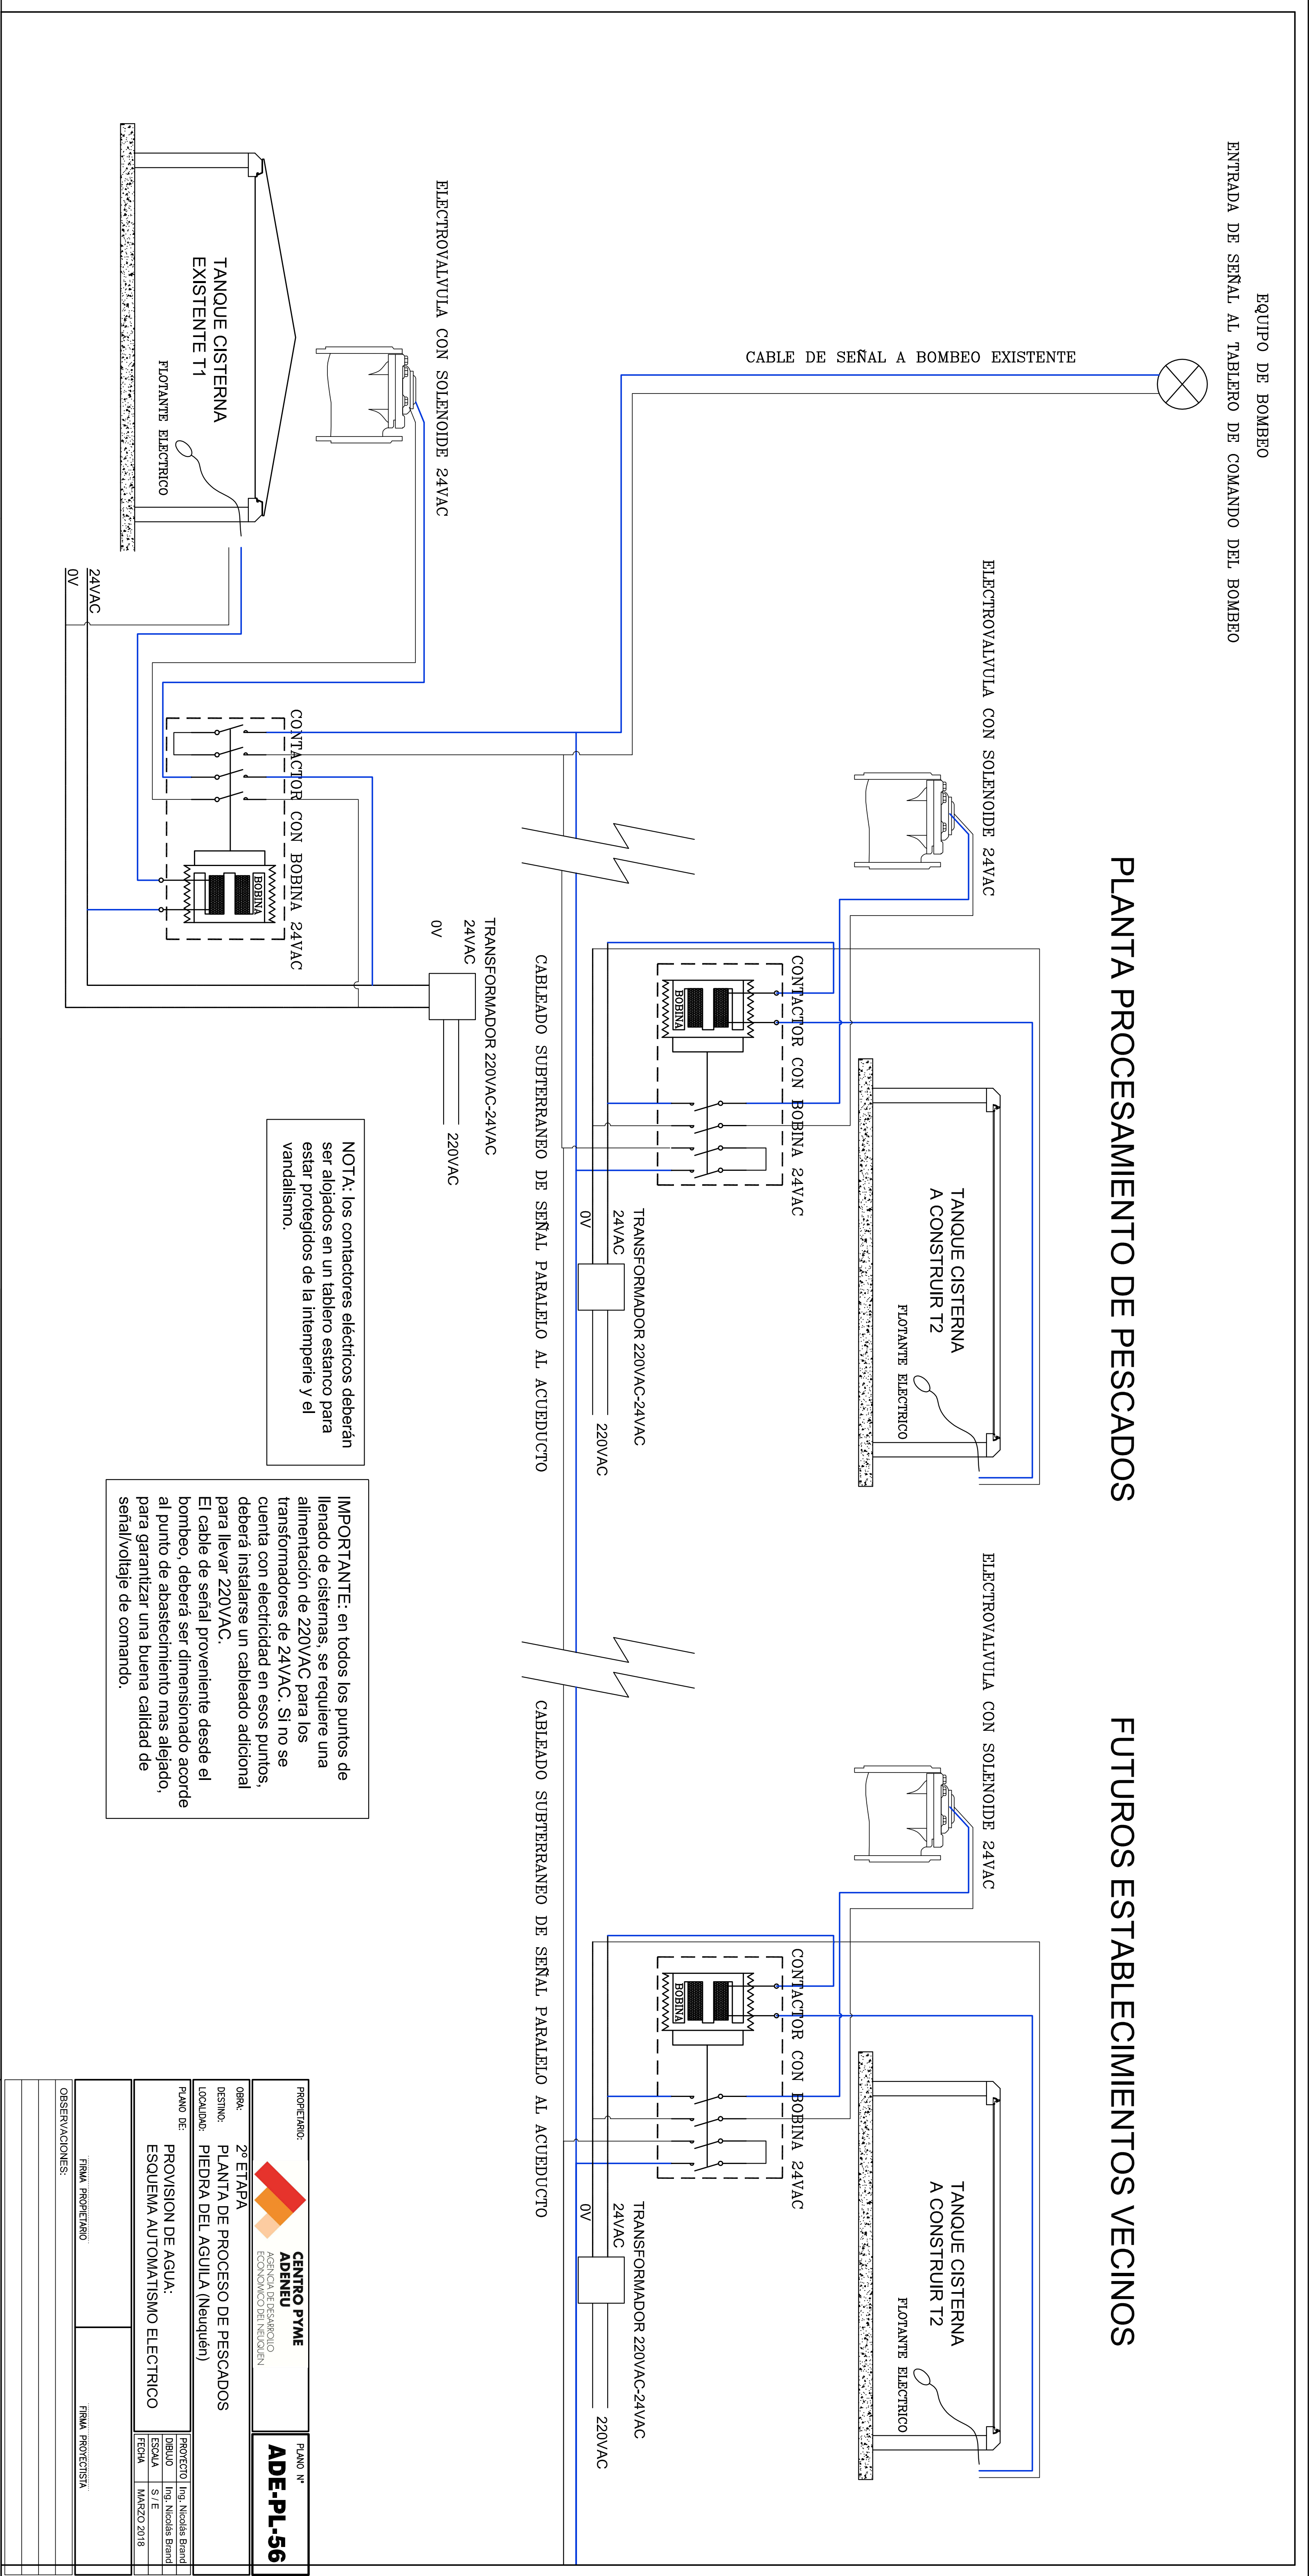 EQUIPO DE BOMBEO
ENTRADA DE SEÑAL AL TABLERO DE COMANDO DEL BOMBEO
CABLE DE SEÑAL A BOMBEO EXISTENTE
PLANTA PROCESAMIENTO DE PESCADOS
FUTUROS ESTABLECIMIENTOS VECINOS
ELECTROVALVULA CON SOLENOIDE 24VAC
TANQUE CISTERNA
EXISTENTE T1
FLOTANTE ELECTRICO
24VAC
0V
CONTACTOR CON BOBINA 24VAC
BOBINA
TRANSFORMADOR 220VAC-24VAC
24VAC
0V
220VAC
ELECTROVALVULA CON SOLENOIDE 24VAC
CONTACTOR CON BOBINA 24VAC
BOBINA
TANQUE CISTERNA
A CONSTRUIR T2
FLOTANTE ELECTRICO
TRANSFORMADOR 220VAC-24VAC
24VAC
0V
220VAC
CABLEADO SUBTERRANEO DE SEÑAL PARALELO AL ACUEDUCTO
ELECTROVALVULA CON SOLENOIDE 24VAC
CONTACTOR CON BOBINA 24VAC
BOBINA
TANQUE CISTERNA
A CONSTRUIR T2
FLOTANTE ELECTRICO
TRANSFORMADOR 220VAC-24VAC
24VAC
0V
220VAC
CABLEADO SUBTERRANEO DE SEÑAL PARALELO AL ACUEDUCTO
NOTA: los contactores eléctricos deberán
ser alojados en un tablero estanco para
estar protegidos de la intemperie y el
vandalismo.
IMPORTANTE: en todos los puntos de
llenado de cisternas, se requiere una
alimentación de 220VAC para los
transformadores de 24VAC. Si no se
cuenta con electricidad en esos puntos,
deberá instalarse un cableado adicional
para llevar 220VAC.
El cable de señal proveniente desde el
bombeo, deberá ser dimensionado acorde
al punto de abastecimiento mas alejado,
para garantizar una buena calidad de
señal/voltaje de comando.
PROPIETARIO:
CENTRO PYME
ADENEU
AGENCIA DE DESARROLLO
ECONOMICO DEL NEUQUEN
PLANO N°
ADE-PL-56
OBRA:
2º ETAPA
DESTINO:
PLANTA DE PROCESO DE PESCADOS
LOCALIDAD:
PIEDRA DEL AGUILA (Neuquén)
PLANO DE:
PROVISION DE AGUA:
ESQUEMA AUTOMATISMO ELECTRICO
PROYECTO Ing. Nicolás Brand
DIBUJO Ing. Nicolás Brand
ESCALA S / E
FECHA MARZO 2018
FIRMA PROPIETARIO
FIRMA PROYECTISTA
OBSERVACIONES: